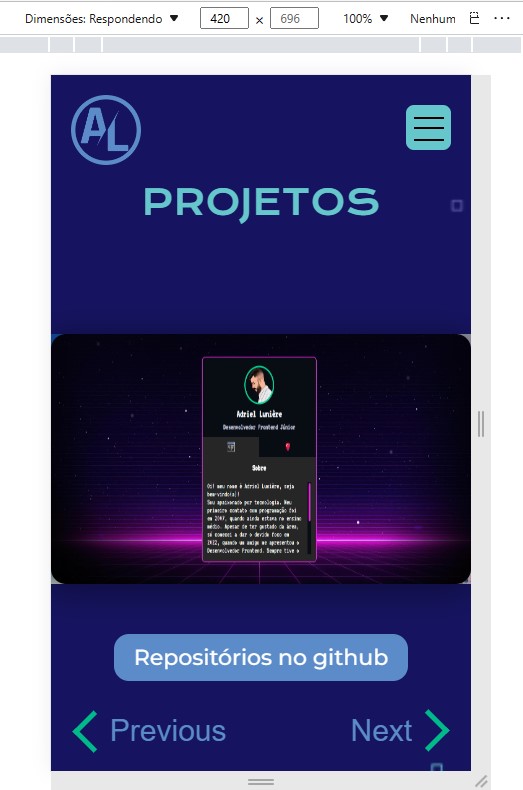 Dimensões: Respondendo ▼ 420 × 696 100% ▼ Nenhum
AL
PROJETOS
Adriel Lunière
Desenvolvedor Frontend Júnior
Sobre
Oi! meu nome é Adriel Lunière, seja
bem-vindo(a)!
Sou apaixonado por tecnologia. Meu
primeiro contato com programação foi
em 2007, quando ainda estava no ensino
médio. Apesar de ter gostado da área,
só comecei a dar o devido foco em
2022, quando um amigo me apresentou o
Desenvolvedor Frontend. Sempre tive o
Repositórios no github
Previous Next